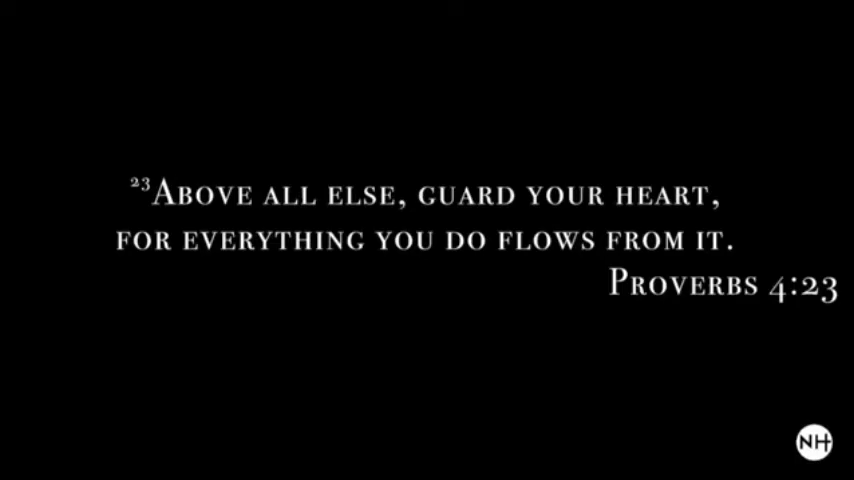 ²³Above all else, guard your heart,
for everything you do flows from it.
Proverbs 4:23
NH